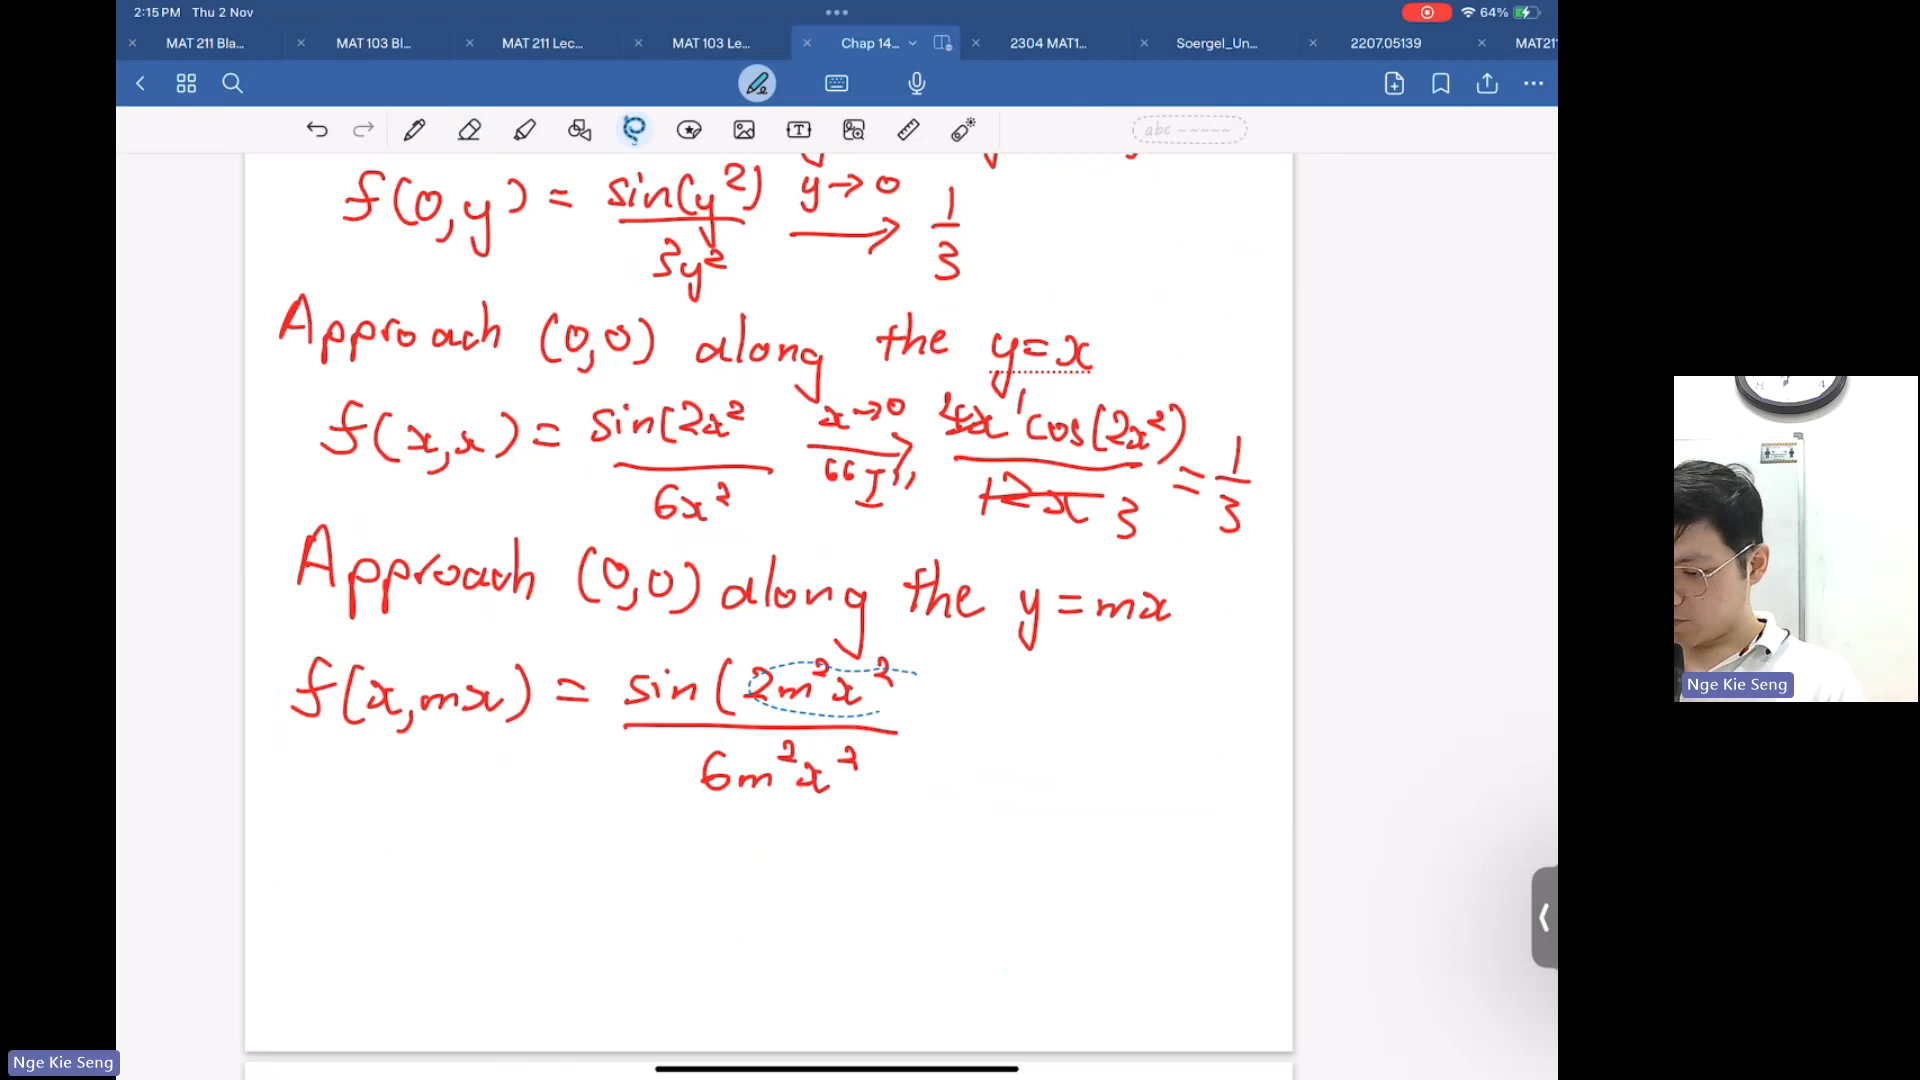 2:15 PM Thu 2 Nov
64%
MAT 211 Bla...
MAT 103 Bl...
MAT 211 Lec...
MAT 103 Le...
Chap 14...
2304 MAT1...
Soergel_Un...
2207.05139
MAT21
abc
f(0,y) = sin(y²) / 3y² y→0 ⟶ 1/3
Approach (0,0) along the y=x
f(x,x) = sin(2x² / 6x² x→0 ⟶ "I" 4x cos(2x²) / 12x 3 = 1/3
Approach (0,0) along the y=mx
f(x,mx) = sin(2m²x² / 6m²x²
Nge Kie Seng
Nge Kie Seng